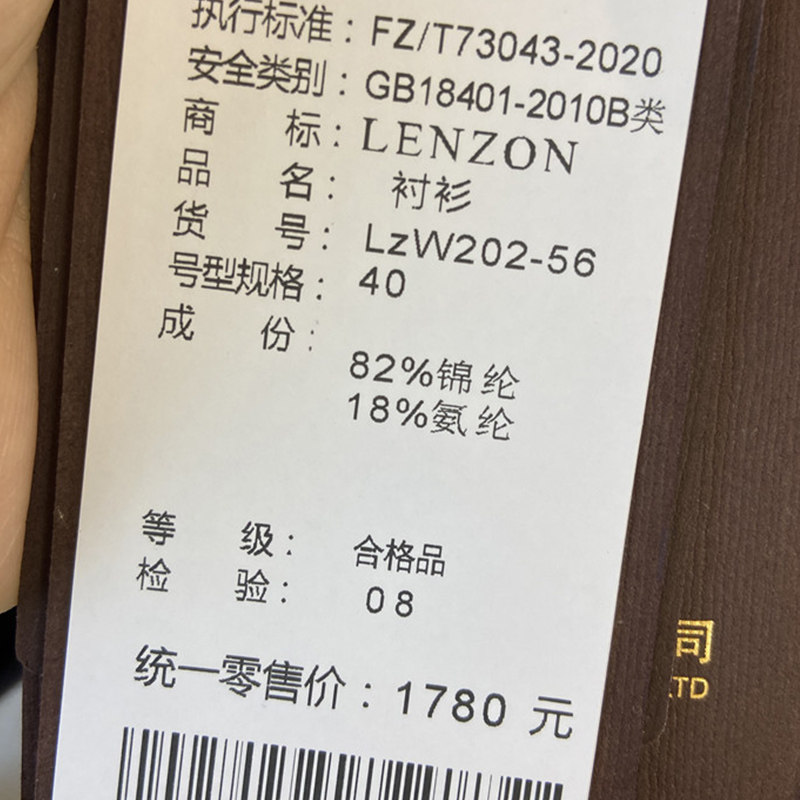 执行标准：FZ/T73043-2020
安全类别：GB18401-2010B类
商 标：LENZON
品 名：衬衫
货 号：LzW202-56
号型规格：40
成 份：
82%锦纶
18%氨纶
等 级：合格品
检 验：08
统一零售价：1780 元
司
LTD